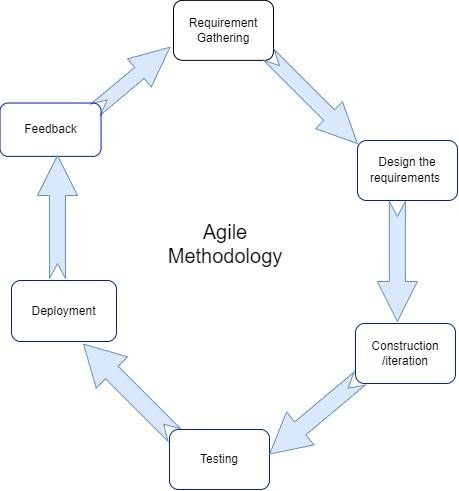 Requirement
Gathering
Design the
requirements
Construction
/iteration
Testing
Deployment
Feedback
Agile
Methodology